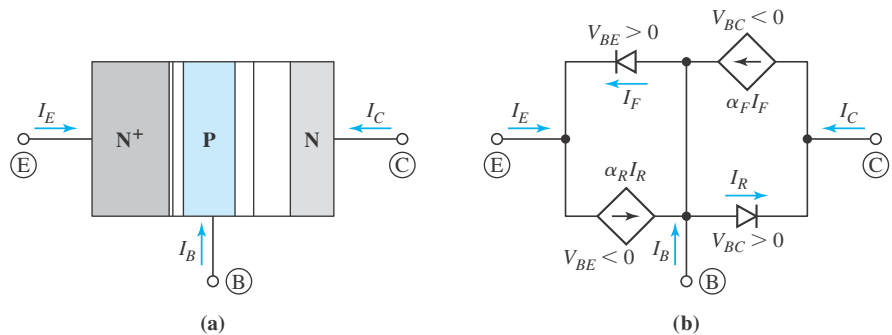 I_E
N⁺
P
N
I_C
E
C
I_B
B
(a)
V_BE > 0
V_BC < 0
I_F
α_F I_F
I_E
I_C
E
C
α_R I_R
I_R
V_BE < 0
I_B
V_BC > 0
B
(b)